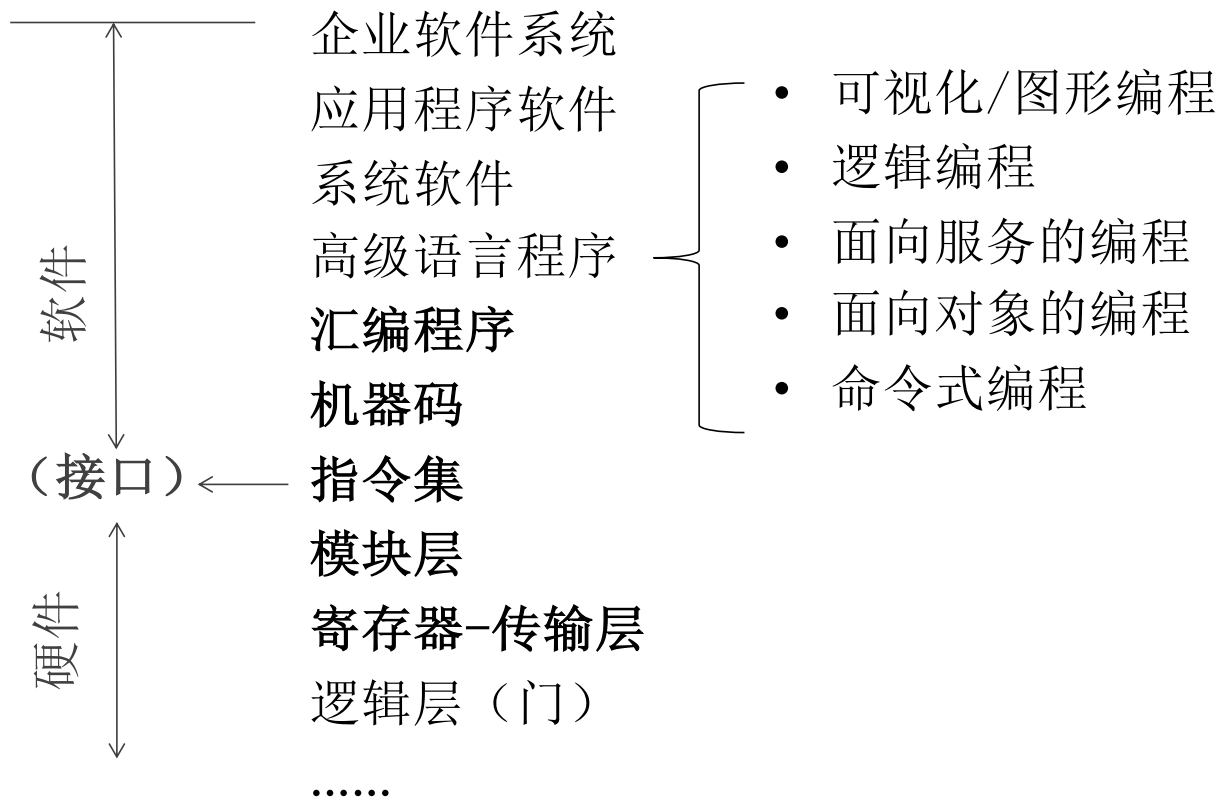 企业软件系统
应用程序软件
系统软件
高级语言程序
汇编程序
机器码
指令集
模块层
寄存器-传输层
逻辑层（门）
......
• 可视化/图形编程
• 逻辑编程
• 面向服务的编程
• 面向对象的编程
• 命令式编程
软件
（接口）
硬件